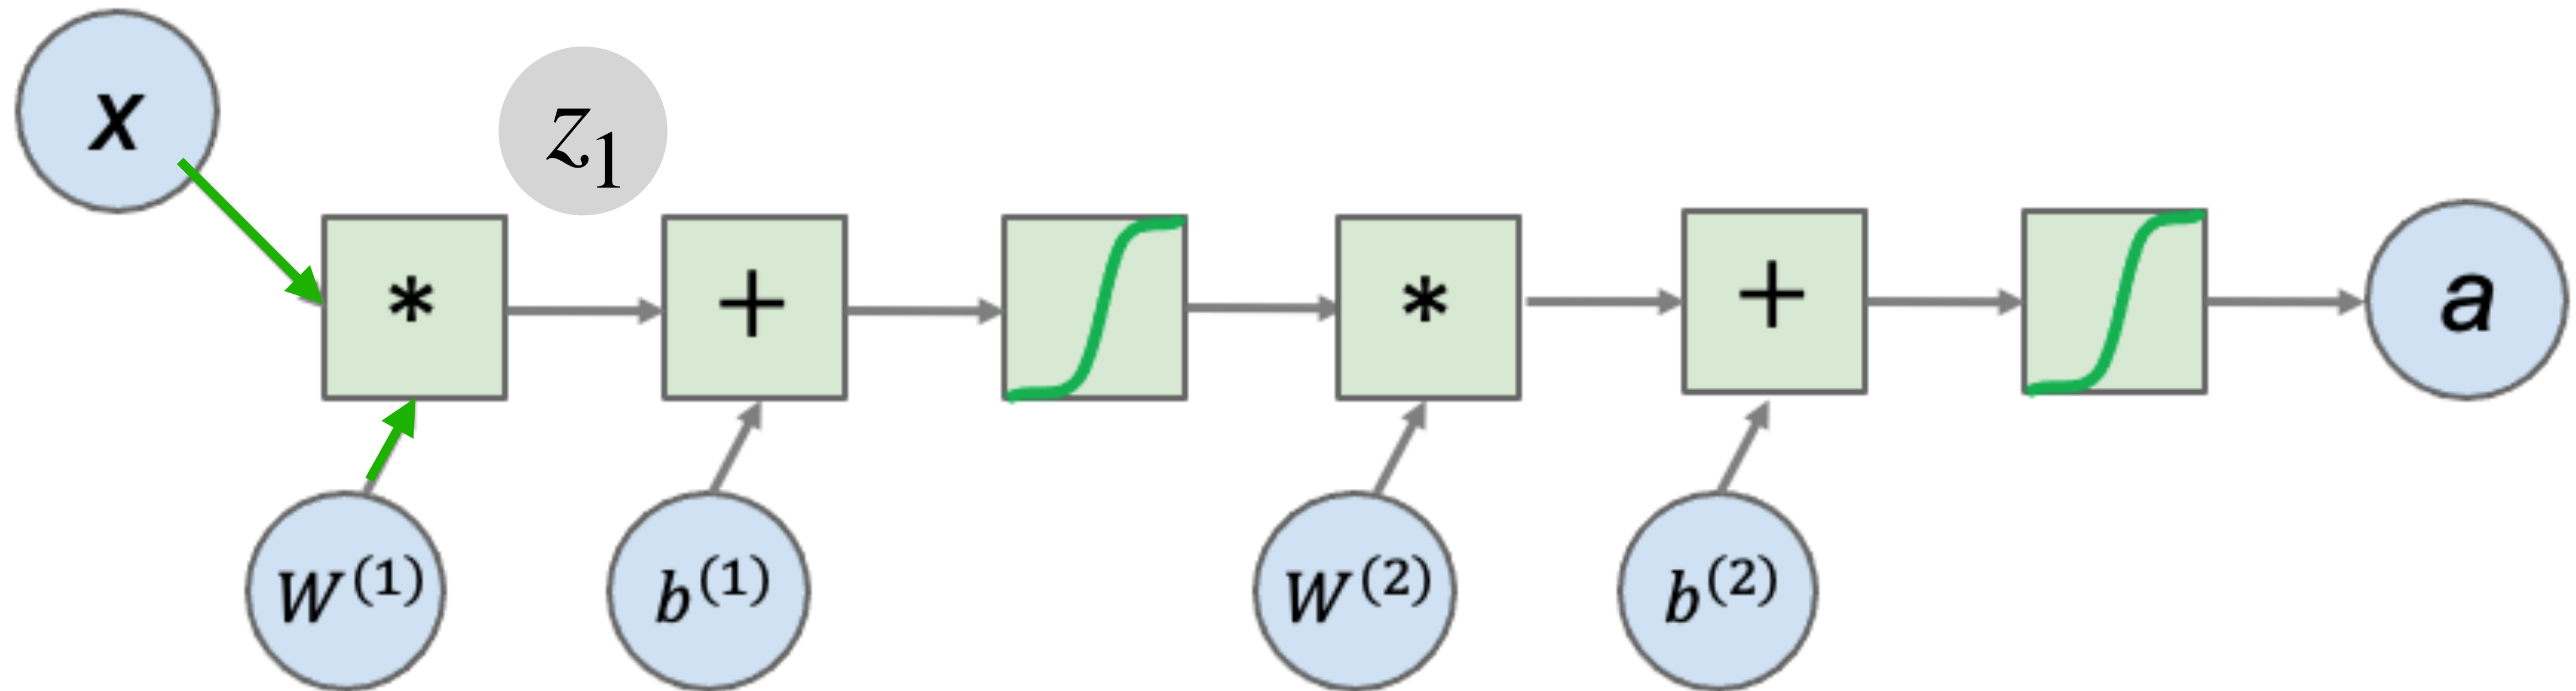 x
z₁
* + * + a
W⁽¹⁾ b⁽¹⁾ W⁽²⁾ b⁽²⁾